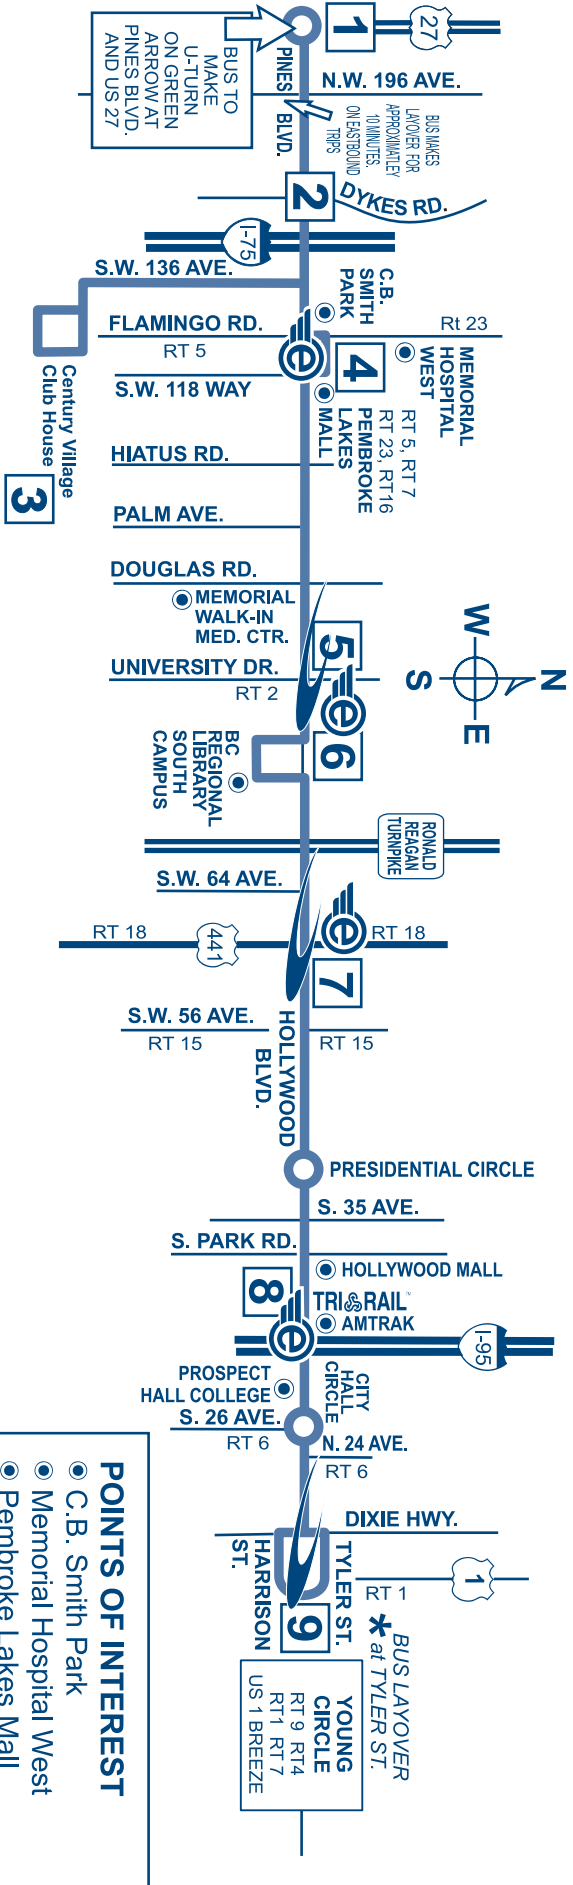 1
27
N.W. 196 AVE.
BUS TO
MAKE
U-TURN
ON GREEN
ARROW AT
PINES BLVD.
AND US 27
PINES BLVD.
BUS MAKES
LAYOVER FOR
APPROXIMATLEY
10 MINUTES.
ON EASTBOUND
TRIPS
2
DYKES RD.
I-75
S.W. 136 AVE.
C.B.
SMITH
PARK
FLAMINGO RD.
Rt 23
RT 5
e
4
MEMORIAL
HOSPITAL
WEST
S.W. 118 WAY
RT 5, RT 7
RT 23, RT16
PEMBROKE
LAKES
MALL
Century Village
Club House
3
HIATUS RD.
PALM AVE.
DOUGLAS RD.
MEMORIAL
WALK-IN
MED. CTR.
5
UNIVERSITY DR.
RT 2
e
6
W
N
S
E
BC
REGIONAL
LIBRARY
SOUTH
CAMPUS
RONALD
REAGAN
TURNPIKE
S.W. 64 AVE.
e
RT 18
441
RT 18
7
S.W. 56 AVE.
RT 15
RT 15
HOLLYWOOD
BLVD.
PRESIDENTIAL CIRCLE
S. 35 AVE.
S. PARK RD.
HOLLYWOOD MALL
8
TRI RAIL™
AMTRAK
e
I-95
PROSPECT
HALL COLLEGE
CITY
HALL
CIRCLE
S. 26 AVE.
RT 6
N. 24 AVE.
RT 6
DIXIE HWY.
TYLER ST.
HARRISON
ST.
1
RT 1
9
* BUS LAYOVER
at TYLER ST.
YOUNG
CIRCLE
RT 9 RT4
RT1 RT 7
US 1 BREEZE
POINTS OF INTEREST
C.B. Smith Park
Memorial Hospital West
Pembroke Lakes Mall